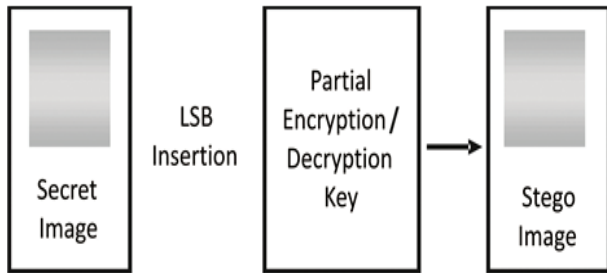 Secret
Image
LSB
Insertion
Partial
Encryption/
Decryption
Key
Stego
Image